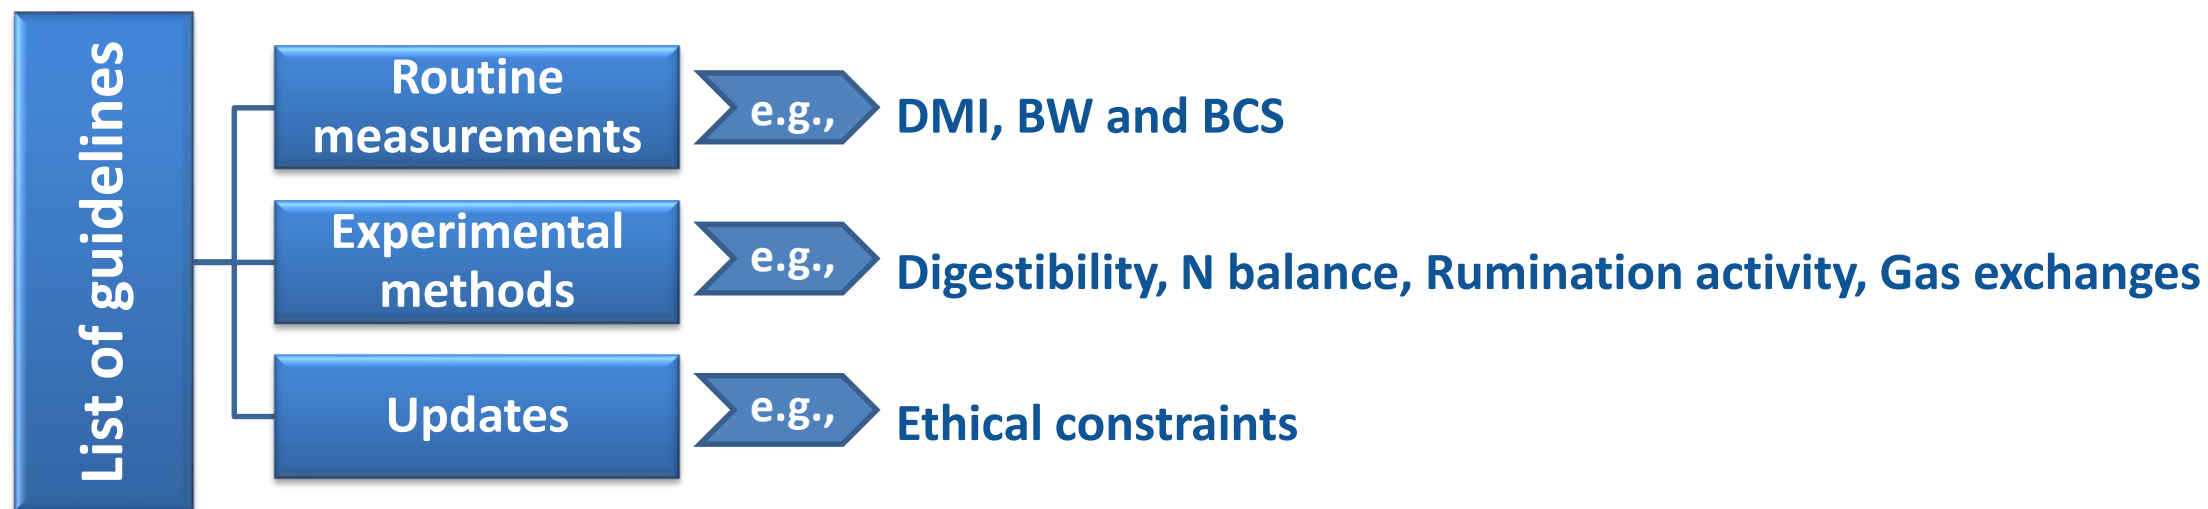 List of guidelines
Routine
measurements
e.g.,
DMI, BW and BCS
Experimental
methods
e.g.,
Digestibility, N balance, Rumination activity, Gas exchanges
Updates
e.g.,
Ethical constraints